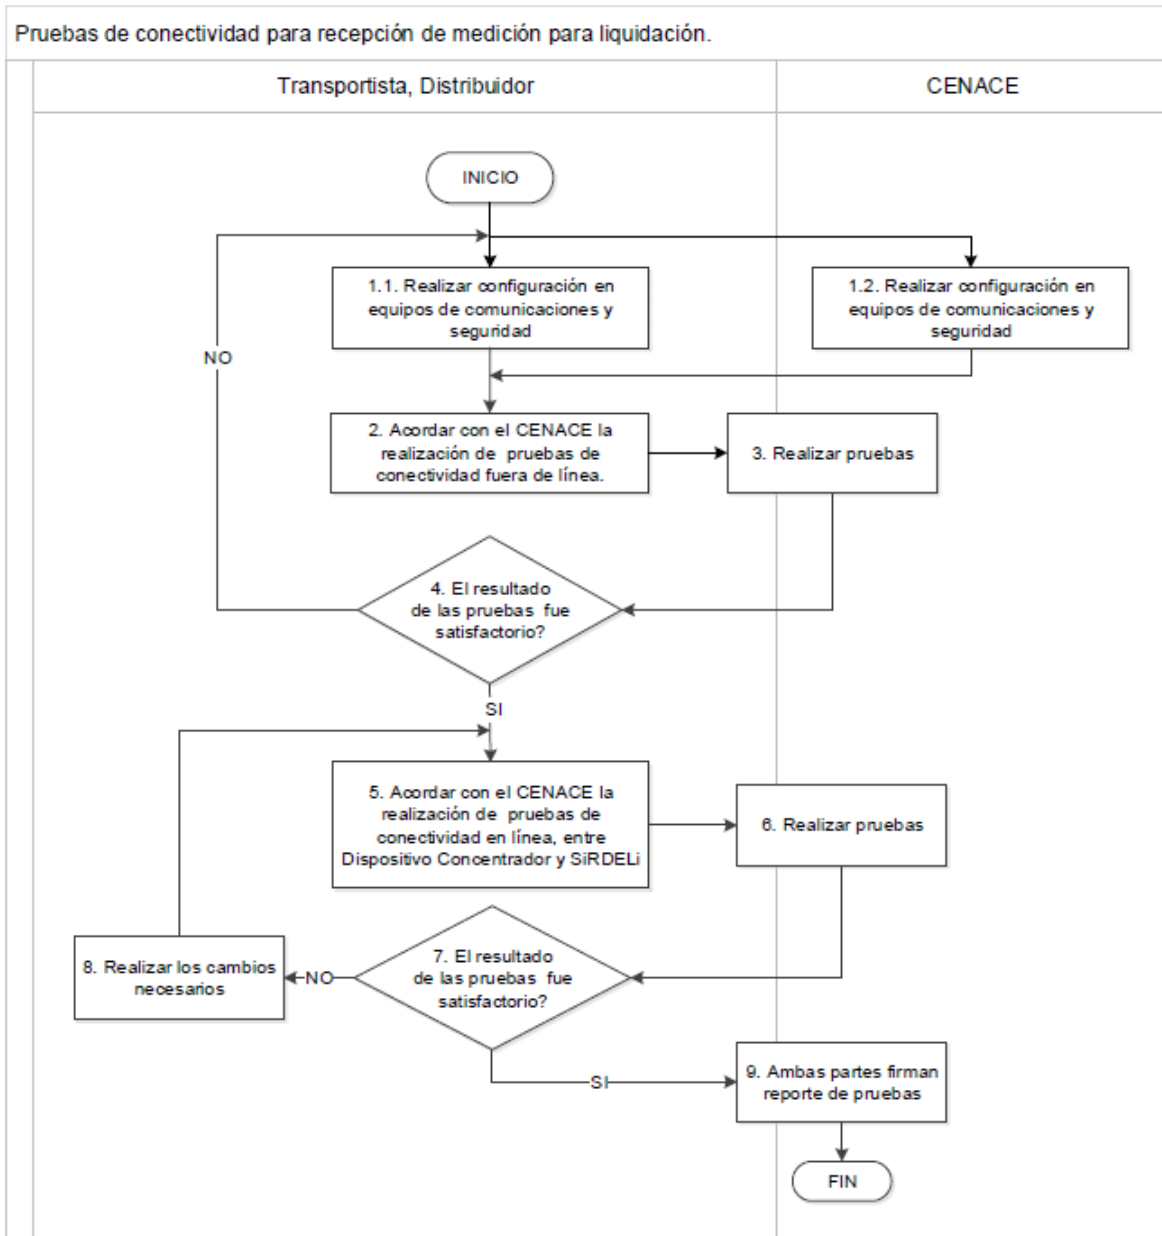 Pruebas de conectividad para recepción de medición para liquidación.
Transportista, Distribuidor
CENACE
INICIO
1.1. Realizar configuración en
equipos de comunicaciones y
seguridad
1.2. Realizar configuración en
equipos de comunicaciones y
seguridad
NO
2. Acordar con el CENACE la
realización de pruebas de
conectividad fuera de línea.
3. Realizar pruebas
4. El resultado
de las pruebas fue
satisfactorio?
SI
5. Acordar con el CENACE la
realización de pruebas de
conectividad en línea, entre
Dispositivo Concentrador y SiRDELi
6. Realizar pruebas
7. El resultado
de las pruebas fue
satisfactorio?
NO
8. Realizar los cambios
necesarios
SI
9. Ambas partes firman
reporte de pruebas
FIN